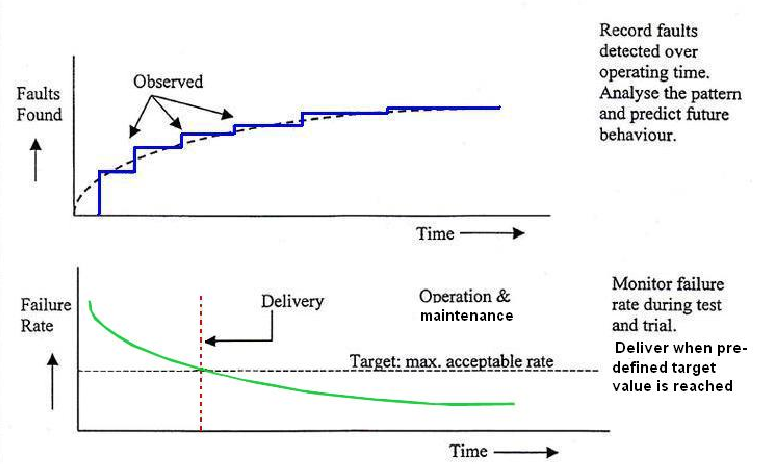 Record faults
detected over
operating time.
Analyse the pattern
and predict future
behaviour.
Observed
Faults
Found
Time
Monitor failure
rate during test
and trial.
Deliver when pre-
defined target
value is reached
Failure
Rate
Delivery
Operation &
maintenance
Target: max. acceptable rate
Time